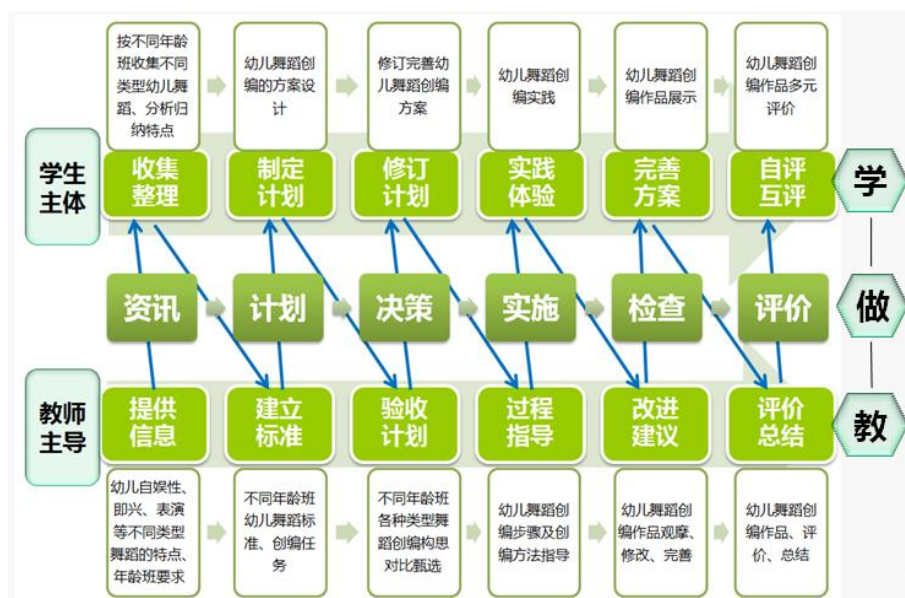 按不同年龄
班收集不同
类型幼儿舞
蹈、分析归
纳特点
幼儿舞蹈创
编的方案设
计
修订完善幼
儿舞蹈创编
方案
幼儿舞蹈创
编实践
幼儿舞蹈创
编作品展示
幼儿舞蹈创
编作品多元
评价
学生
主体
收集
整理
制定
计划
修订
计划
实践
体验
完善
方案
自评
互评
学
资讯
计划
决策
实施
检查
评价
做
教师
主导
提供
信息
建立
标准
验收
计划
过程
指导
改进
建议
评价
总结
教
幼儿自娱性、
即兴、表演
等不同类型
舞蹈的特点、
年龄班要求
不同年龄班
幼儿舞蹈标
准、创编任
务
不同年龄班
各种类型舞
蹈创编构思
对比甄选
幼儿舞蹈创
编步骤及创
编方法指导
幼儿舞蹈创
编作品观摩、
修改、完善
幼儿舞蹈创
编作品、评
价、总结